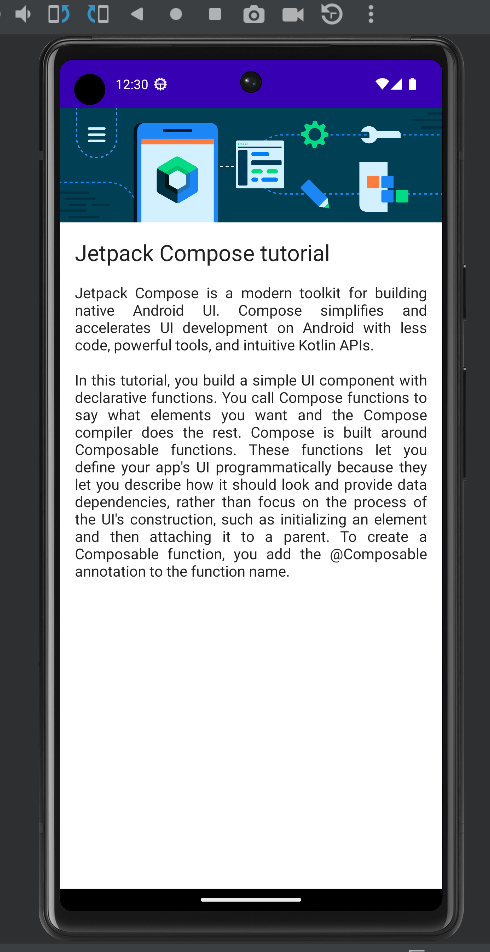 12:30
Jetpack Compose tutorial
Jetpack Compose is a modern toolkit for building
native Android UI. Compose simplifies and
accelerates UI development on Android with less
code, powerful tools, and intuitive Kotlin APIs.
In this tutorial, you build a simple UI component with
declarative functions. You call Compose functions to
say what elements you want and the Compose
compiler does the rest. Compose is built around
Composable functions. These functions let you
define your app's UI programmatically because they
let you describe how it should look and provide data
dependencies, rather than focus on the process of
the UI's construction, such as initializing an element
and then attaching it to a parent. To create a
Composable function, you add the @Composable
annotation to the function name.